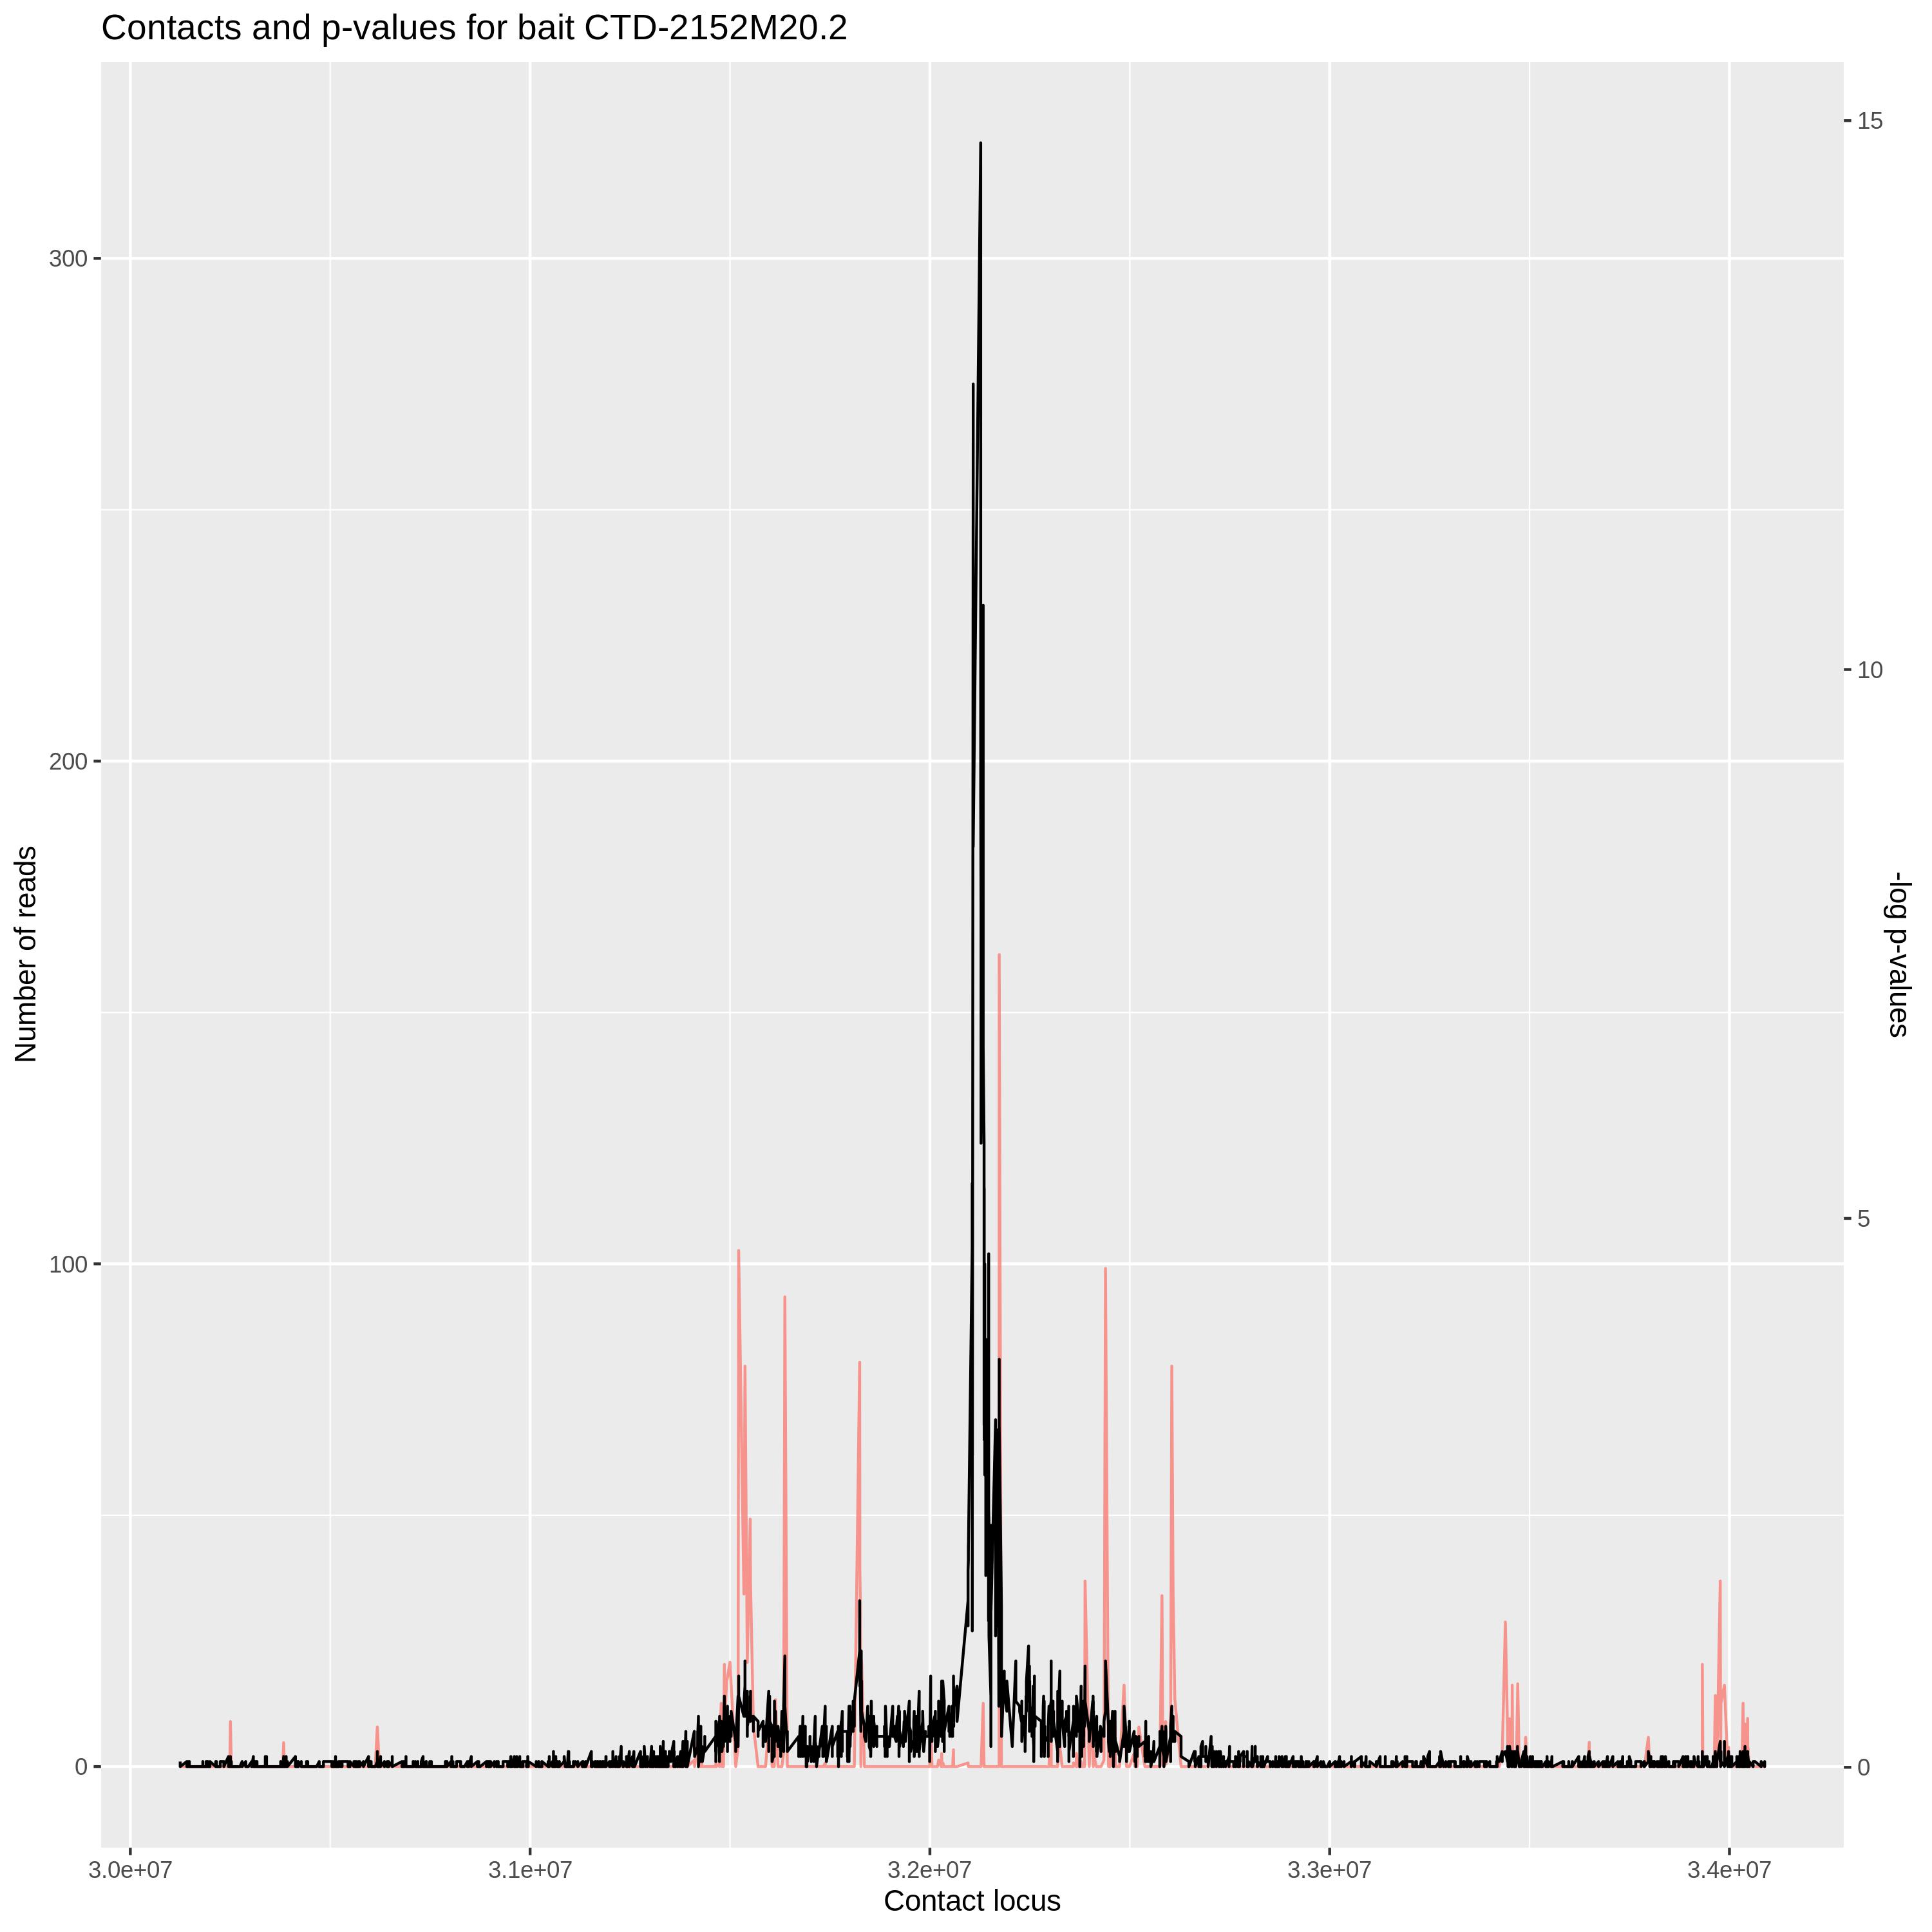 Contacts and p-values for bait CTD-2152M20.2
300
200
100
0
Number of reads
15
10
5
0
-log p-values
3.0e+07
3.1e+07
3.2e+07
3.3e+07
3.4e+07
Contact locus